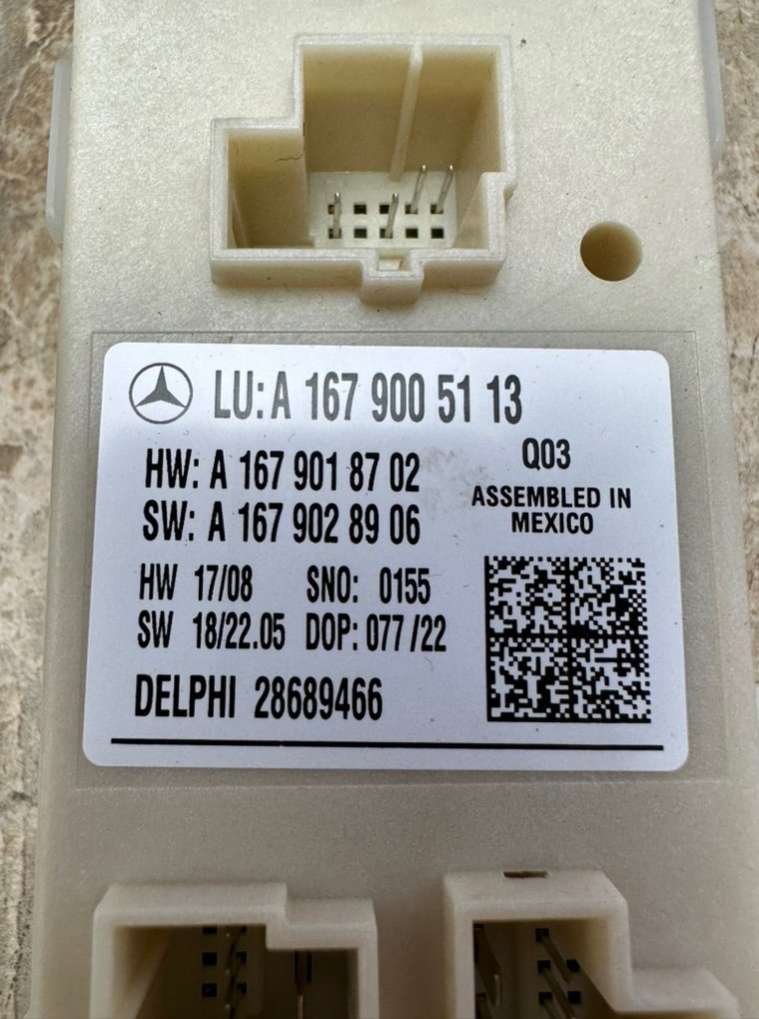 LU: A 167 900 51 13
HW: A 167 901 87 02
SW: A 167 902 89 06
Q03
ASSEMBLED IN
MEXICO
HW 17/08 SNO: 0155
SW 18/22.05 DOP: 077/22
DELPHI 28689466